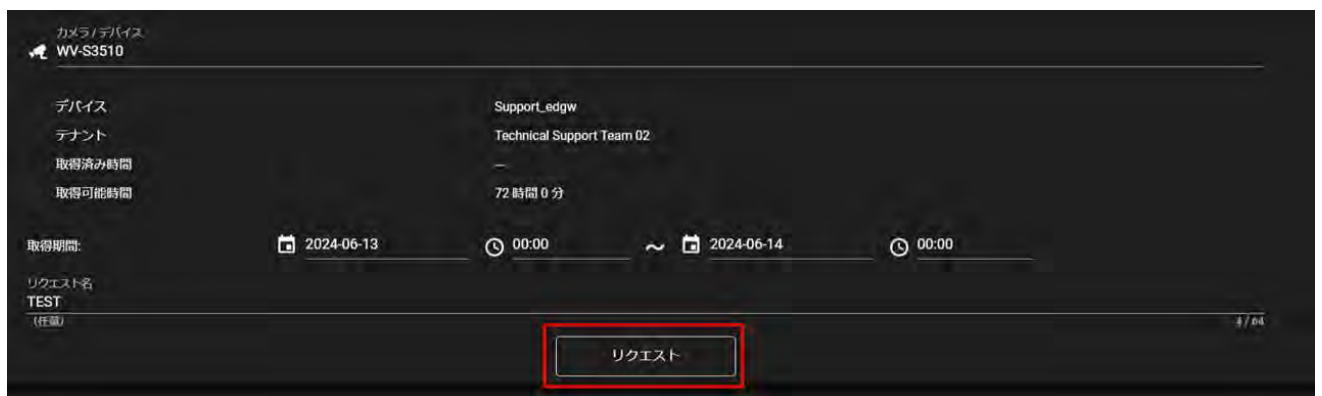 カメラ/デバイス
WV-S3510
デバイス Support_edgw
テナント Technical Support Team 02
取得済み時間 —
取得可能時間 72 時間 0 分
取得期間: 2024-06-13 00:00 ~ 2024-06-14 00:00
リクエスト名
TEST
(任意) 4 / 64
リクエスト